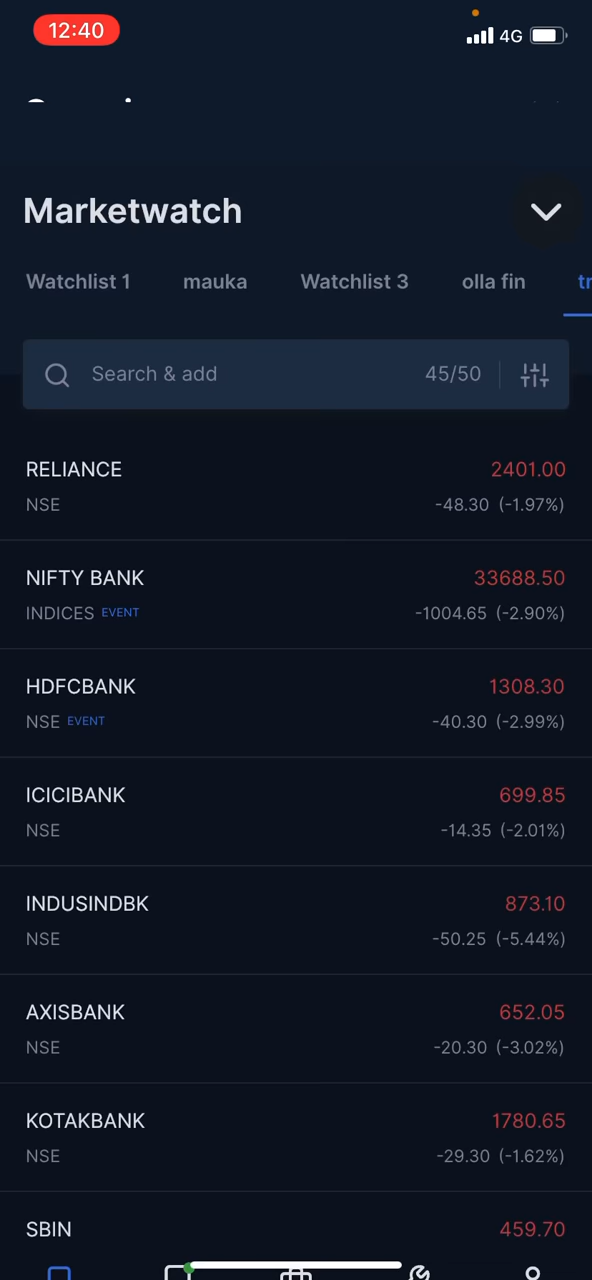 12:40
4G
Marketwatch
Watchlist 1 mauka Watchlist 3 olla fin
Search & add 45/50
RELIANCE 2401.00
NSE -48.30 (-1.97%)
NIFTY BANK 33688.50
INDICES EVENT -1004.65 (-2.90%)
HDFCBANK 1308.30
NSE EVENT -40.30 (-2.99%)
ICICIBANK 699.85
NSE -14.35 (-2.01%)
INDUSINDBK 873.10
NSE -50.25 (-5.44%)
AXISBANK 652.05
NSE -20.30 (-3.02%)
KOTAKBANK 1780.65
NSE -29.30 (-1.62%)
SBIN 459.70